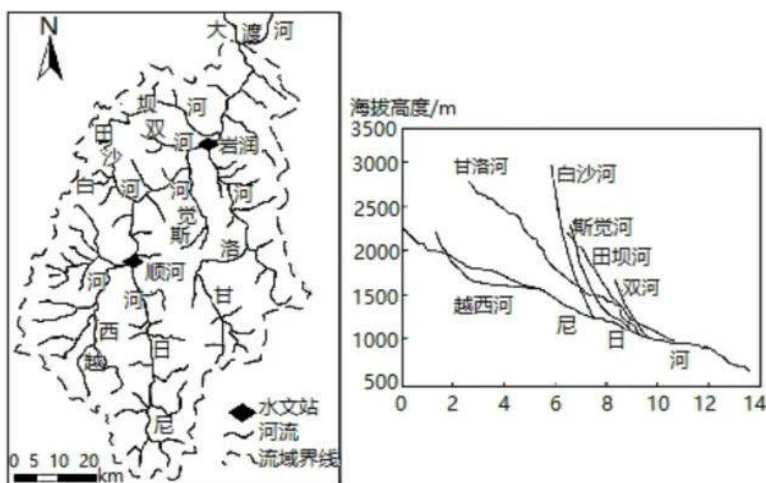 N
大渡河
坝河
田双河岩润
沙
白河河河
觉
斯洛
顺河
河河甘
西日
越
尼
水文站
河流
流域界线
0 5 10 20
km
海拔高度/m
3500
3000
2500
2000
1500
1000
500
甘洛河
白沙河
斯觉河
田坝河
双河
越西河
尼日河
0 2 4 6 8 10 12 14